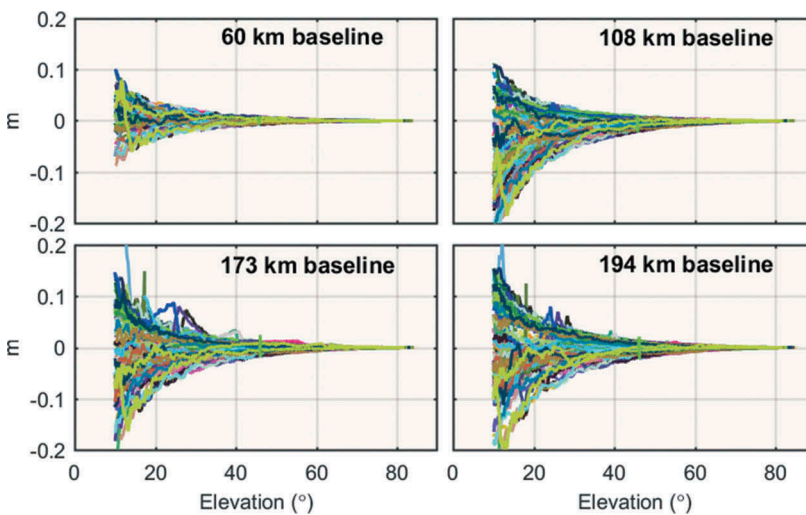 60 km baseline
108 km baseline
m
0.2
0.1
0
-0.1
-0.2
173 km baseline
194 km baseline
m
0.2
0.1
0
-0.1
-0.2
0 20 40 60 80
0 20 40 60 80
Elevation (°)
Elevation (°)